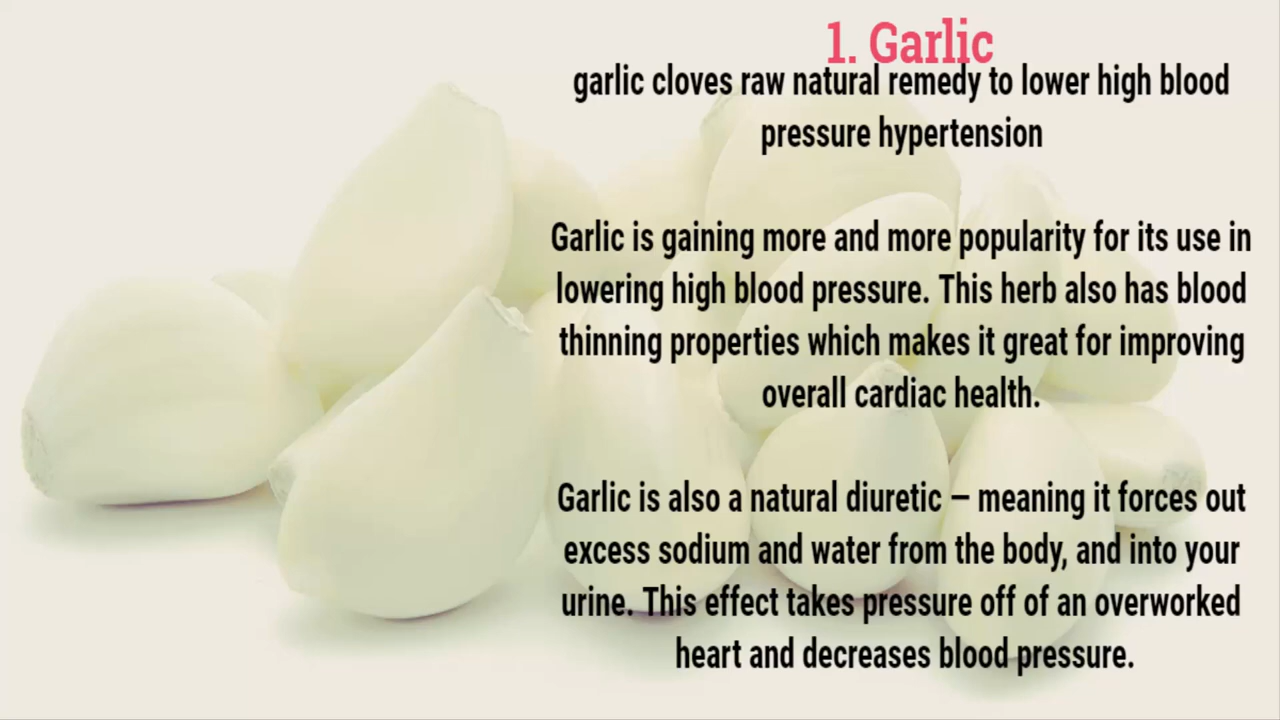 1. Garlic
garlic cloves raw natural remedy to lower high blood
pressure hypertension
Garlic is gaining more and more popularity for its use in
lowering high blood pressure. This herb also has blood
thinning properties which makes it great for improving
overall cardiac health.
Garlic is also a natural diuretic – meaning it forces out
excess sodium and water from the body, and into your
urine. This effect takes pressure off of an overworked
heart and decreases blood pressure.